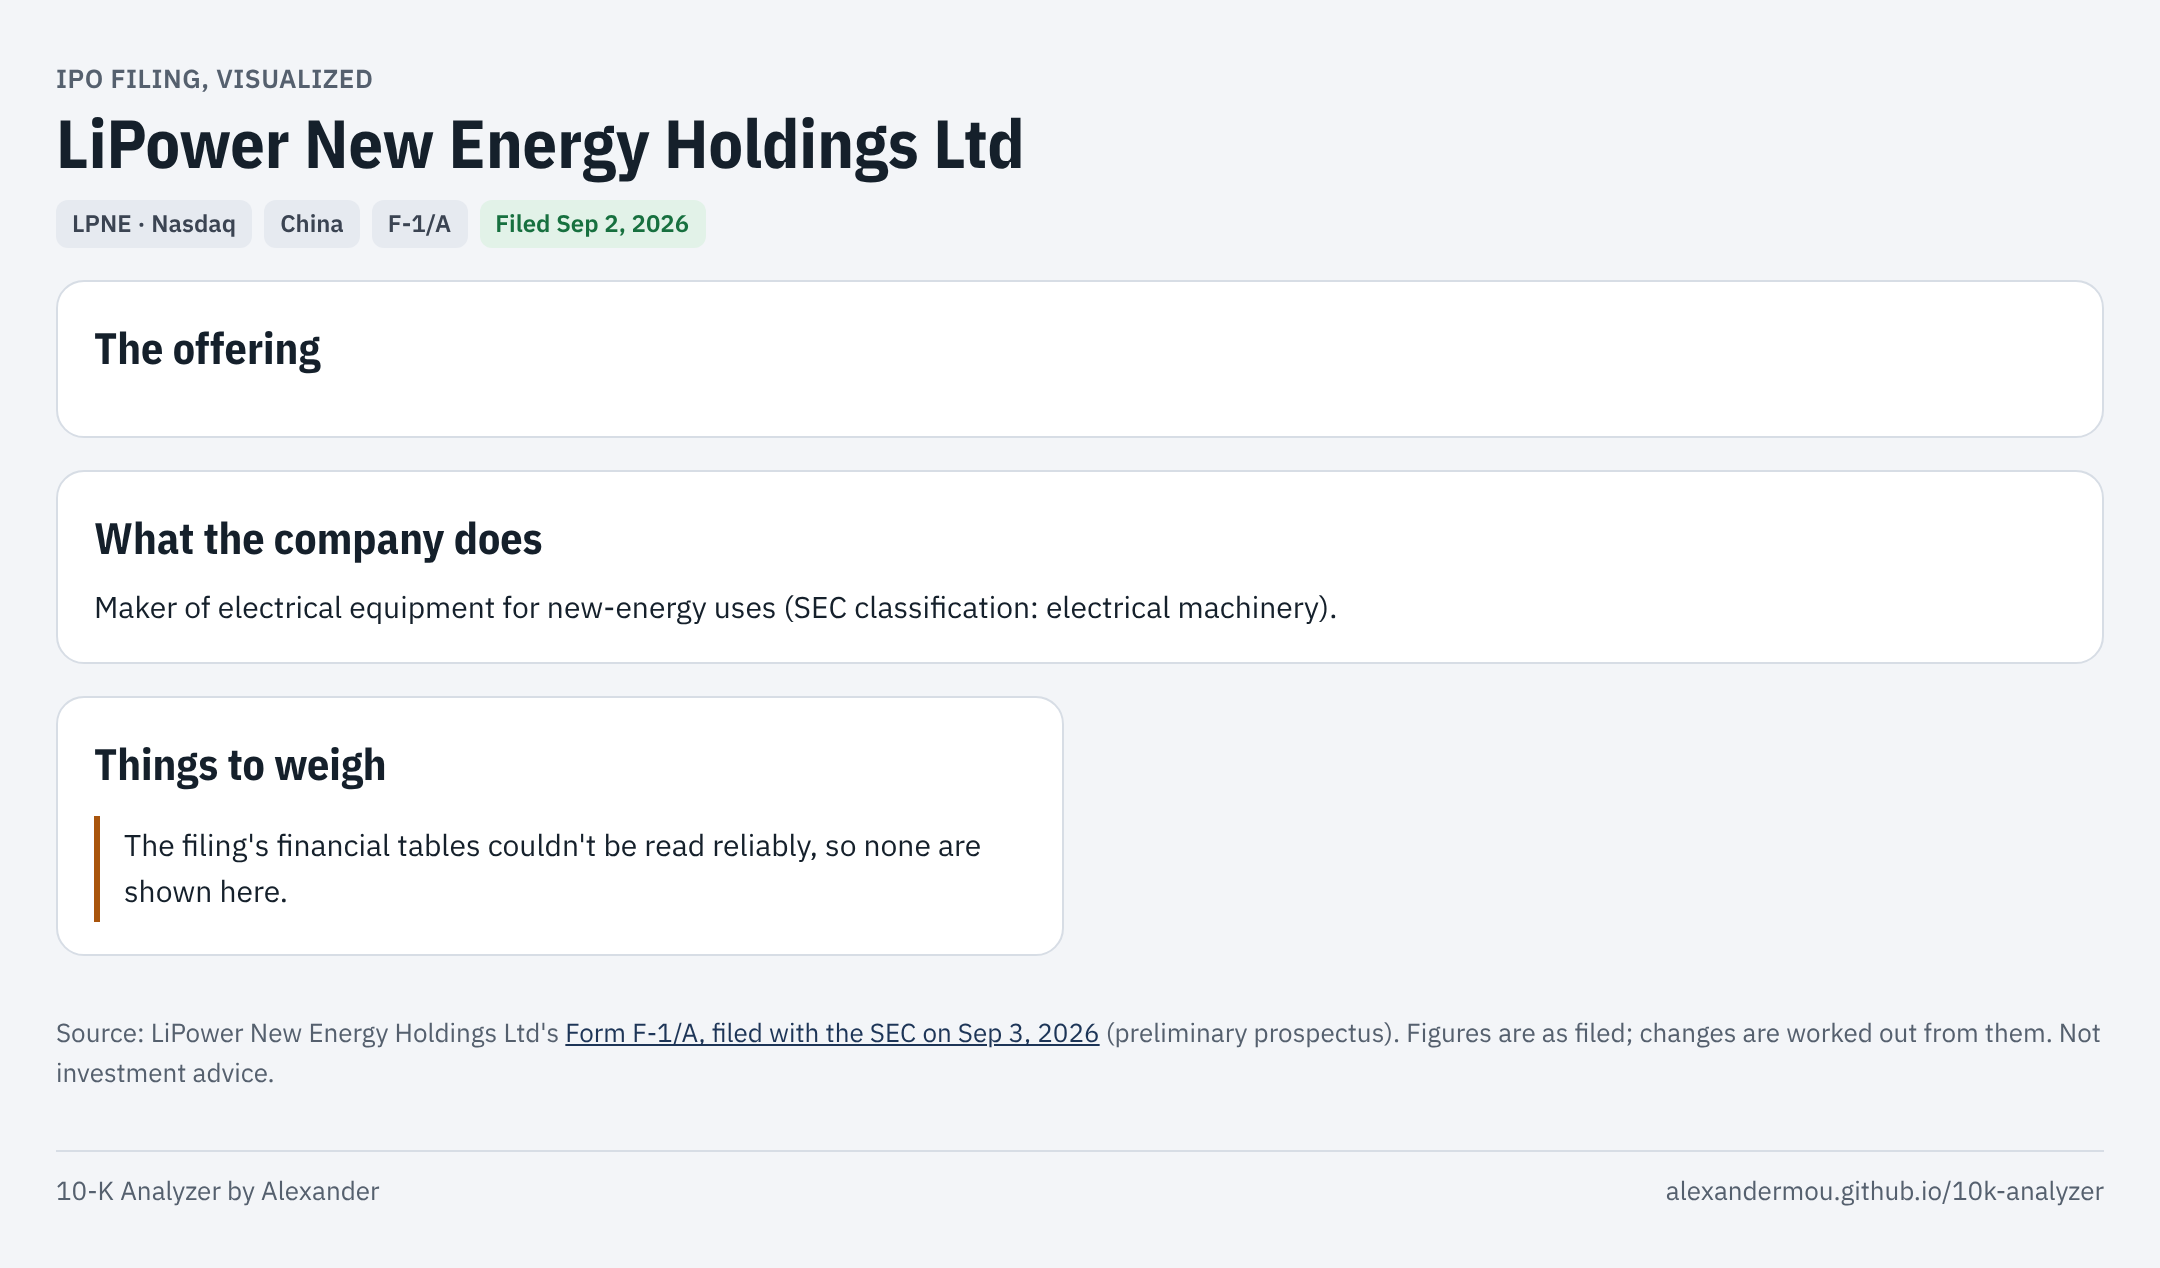 IPO FILING, VISUALIZED
LiPower New Energy Holdings Ltd
LPNE · Nasdaq China F-1/A Filed Sep 2, 2026
The offering
What the company does
Maker of electrical equipment for new-energy uses (SEC classification: electrical machinery).
Things to weigh
The filing's financial tables couldn't be read reliably, so none are
shown here.
Source: LiPower New Energy Holdings Ltd's Form F-1/A, filed with the SEC on Sep 3, 2026 (preliminary prospectus). Figures are as filed; changes are worked out from them. Not
investment advice.
10-K Analyzer by Alexander
alexandermou.github.io/10k-analyzer